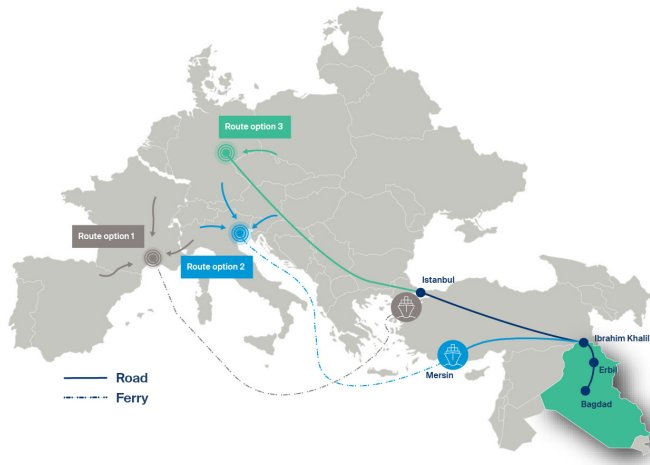 Route option 3
Route option 1
Route option 2
Istanbul
Ibrahim Khalil
Erbil
Mersin
Bagdad
Road
Ferry